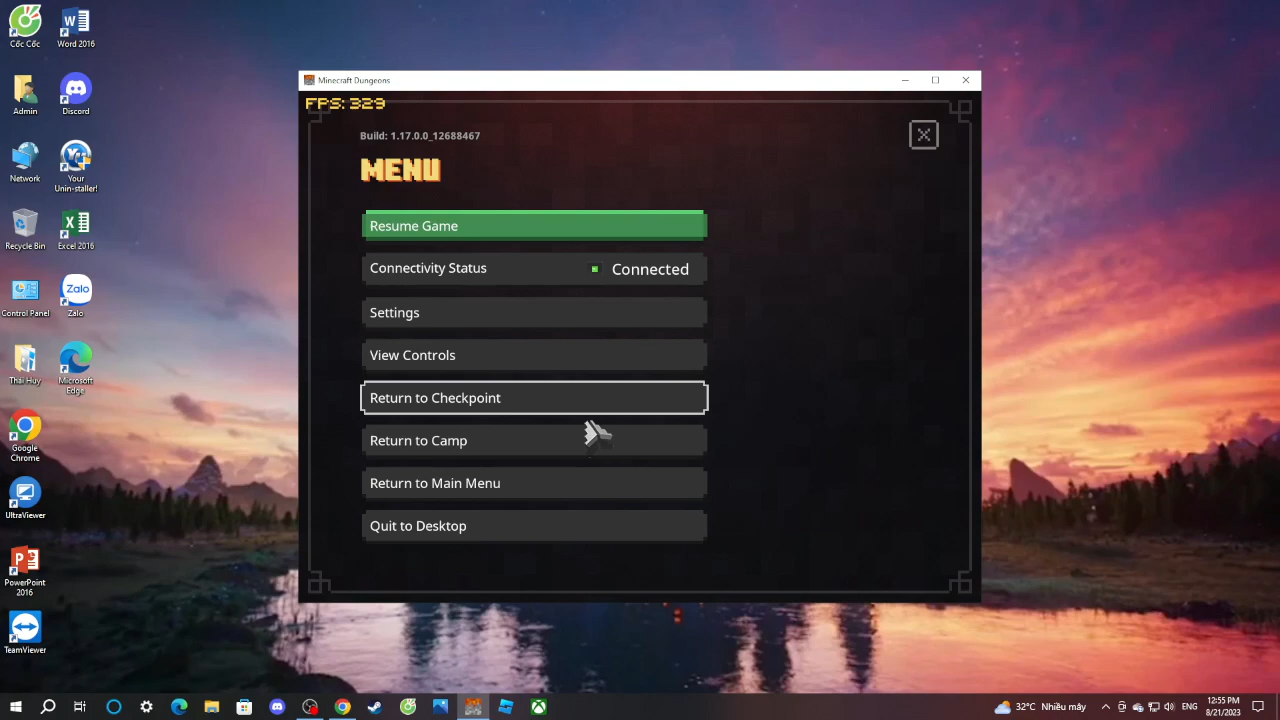 Cốc Cốc
Word 2016
Admin
Discord
Network
Your
Unin-staller!
Recycle Bin
Excel 2016
Control Panel
Zalo
Thai Huy
Microsoft
Edge
Google
Chrome
UltraViewer
PowerPoint
2016
TeamViewer
Minecraft Dungeons
FPS: 329
Build: 1.17.0.0_12688467
MENU
Resume Game
Connectivity Status
Connected
Settings
View Controls
Return to Checkpoint
Return to Camp
Return to Main Menu
Quit to Desktop
32°C Nhiều mây
ENG
12:55 PM
8/21/2023